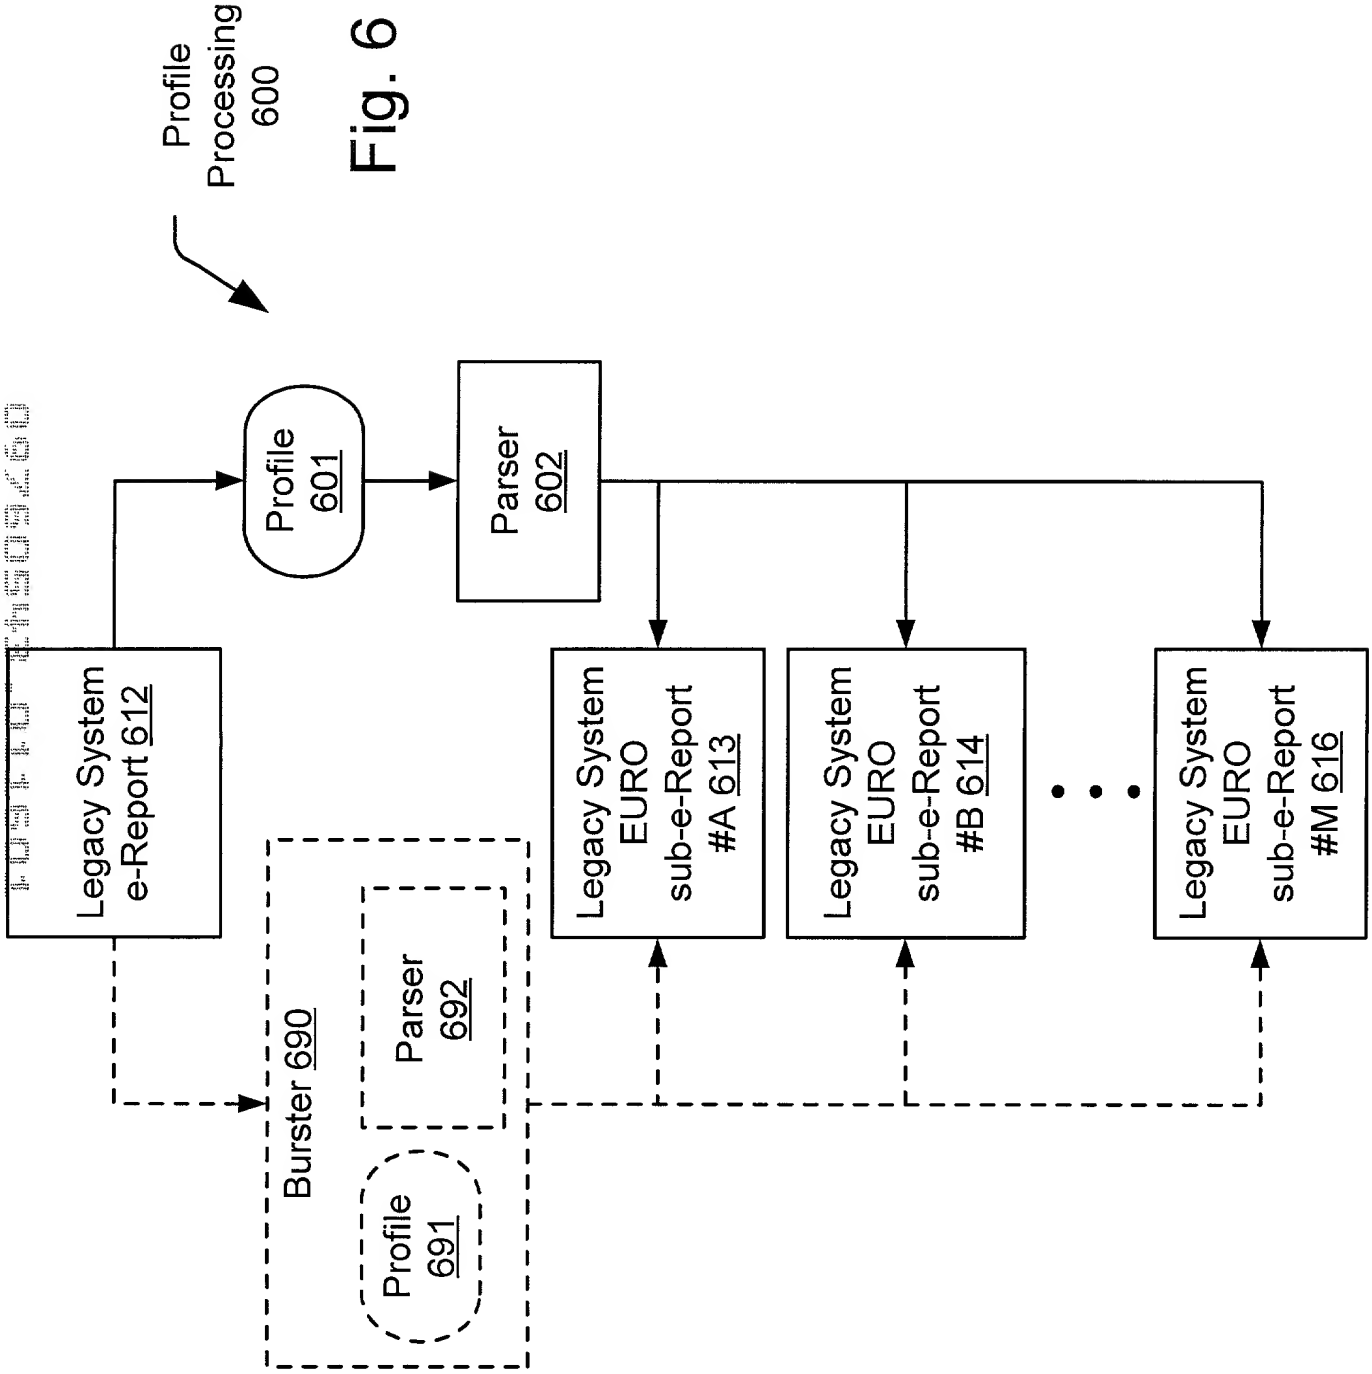 Profile
Processing
600
Fig. 6
Profile
601
Parser
602
Legacy System
e-Report 612
Burster 690
Profile
691
Parser
692
Legacy System
EURO
sub-e-Report
#A 613
Legacy System
EURO
sub-e-Report
#B 614
Legacy System
EURO
sub-e-Report
#M 616